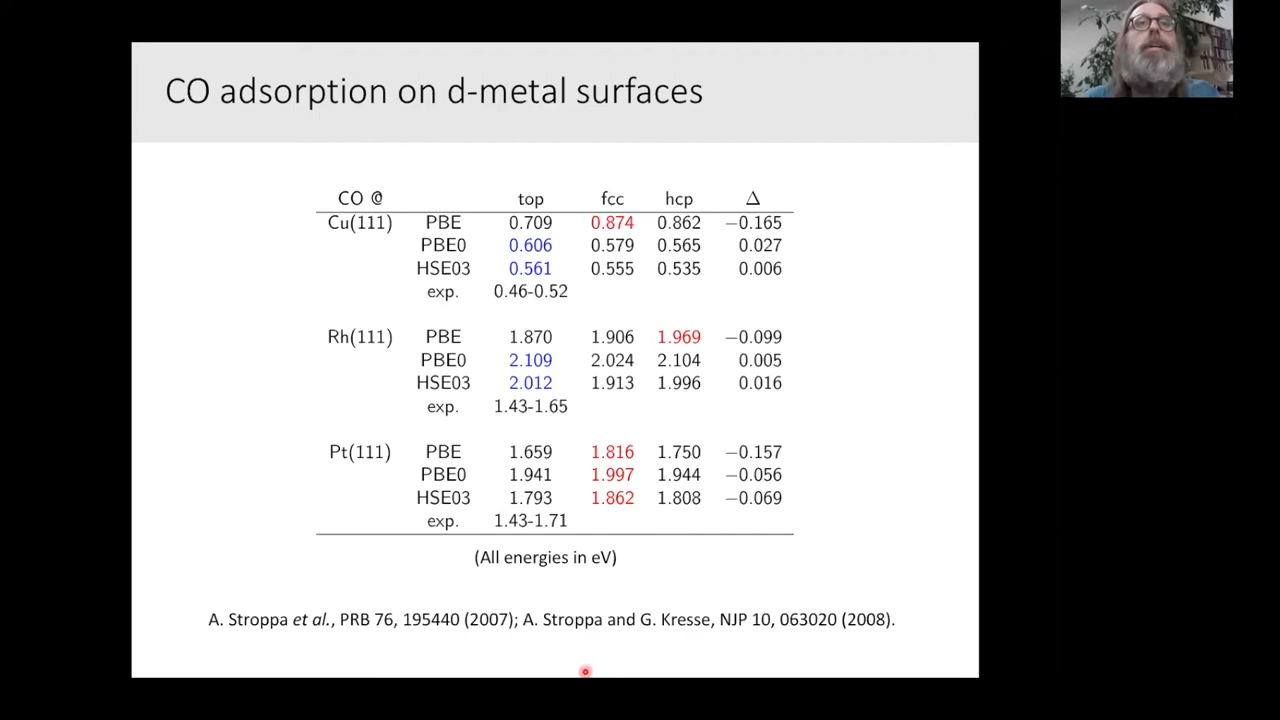 CO adsorption on d-metal surfaces
CO @ top fcc hcp Δ
Cu(111) PBE 0.709 0.874 0.862 −0.165
PBE0 0.606 0.579 0.565 0.027
HSE03 0.561 0.555 0.535 0.006
exp. 0.46-0.52
Rh(111) PBE 1.870 1.906 1.969 −0.099
PBE0 2.109 2.024 2.104 0.005
HSE03 2.012 1.913 1.996 0.016
exp. 1.43-1.65
Pt(111) PBE 1.659 1.816 1.750 −0.157
PBE0 1.941 1.997 1.944 −0.056
HSE03 1.793 1.862 1.808 −0.069
exp. 1.43-1.71
(All energies in eV)
A. Stroppa et al., PRB 76, 195440 (2007); A. Stroppa and G. Kresse, NJP 10, 063020 (2008).